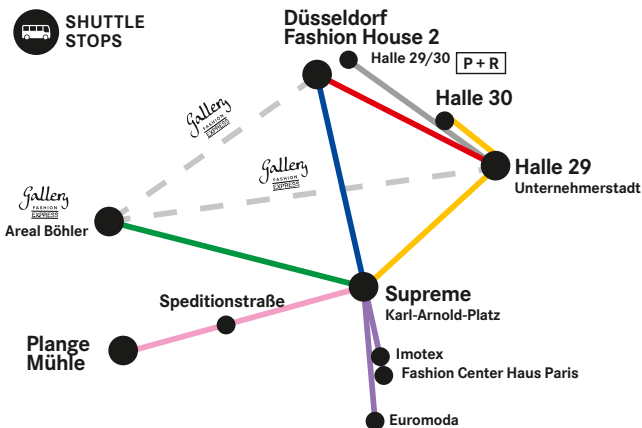 SHUTTLE
STOPS
Düsseldorf
Fashion House 2
Halle 29/30
P + R
Halle 30
Gallery
FASHION
EXPRESS
Gallery
FASHION
EXPRESS
Halle 29
Unternehmerstadt
Gallery
FASHION
EXPRESS
Areal Böhler
Speditionstraße
Supreme
Karl-Arnold-Platz
Plange
Mühle
Imotex
Fashion Center Haus Paris
Euromoda